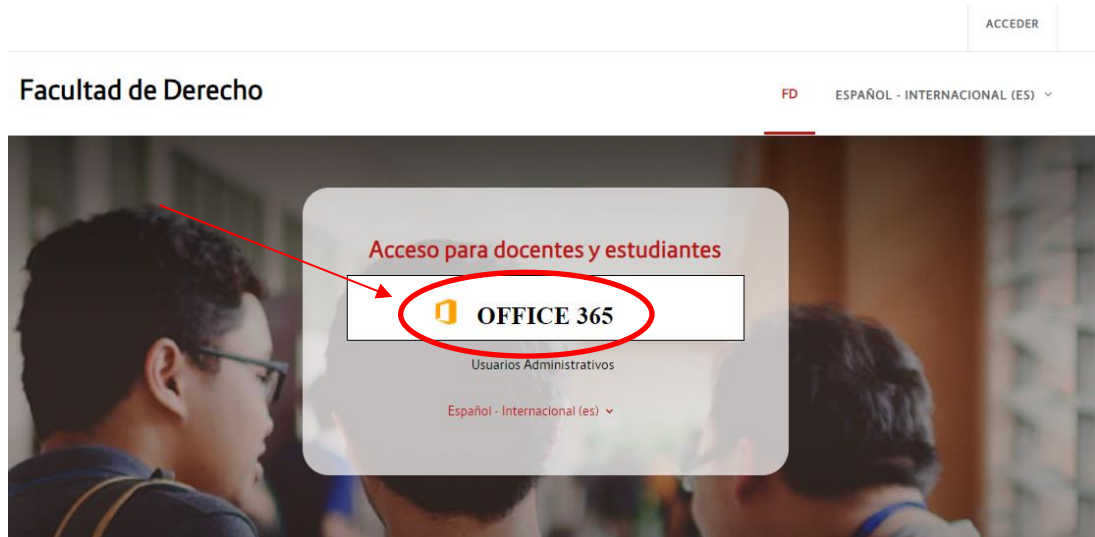 ACCEDER
Facultad de Derecho
FD
ESPAÑOL - INTERNACIONAL (ES)
Acceso para docentes y estudiantes
OFFICE 365
Usuarios Administrativos
Español - Internacional (es)